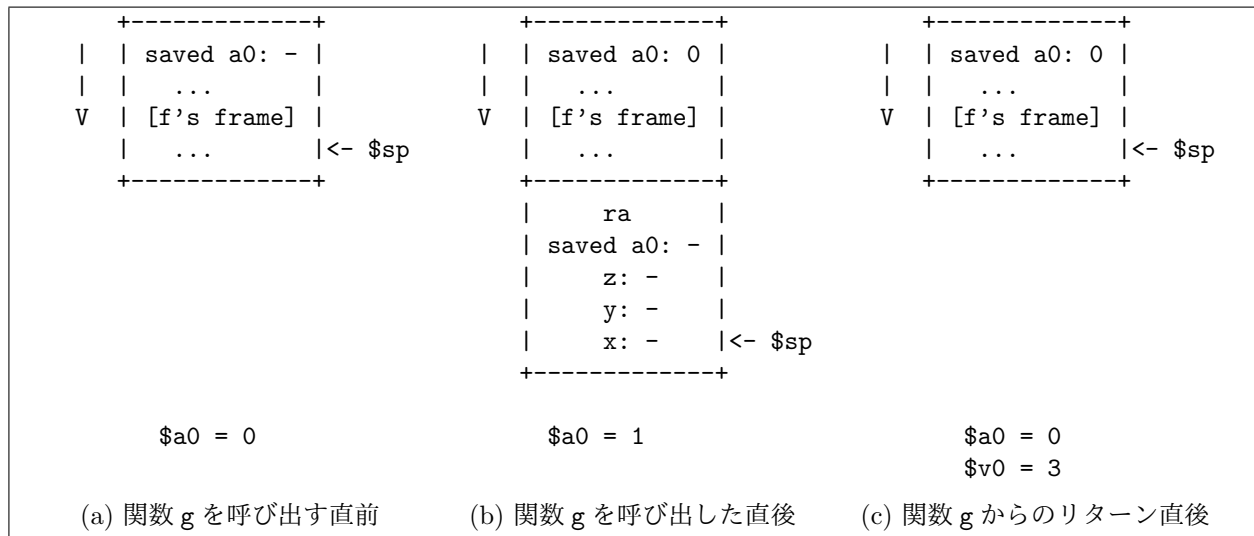 +-------------+ +-------------+ +-------------+
| | saved a0: - | | | saved a0: 0 | | | saved a0: 0 |
| | ... | | | ... | | | ... |
V | [f's frame] | V | [f's frame] | V | [f's frame] |
| ... |<- $sp | ... | | ... |<- $sp
+-------------+ +-------------+ +-------------+
| ra |
| saved a0: - |
| z: - |
| y: - |
| x: - |<- $sp
+-------------+
$a0 = 0 $a0 = 1 $a0 = 0
$v0 = 3
(a) 関数 g を呼び出す直前 (b) 関数 g を呼び出した直後 (c) 関数 g からのリターン直後